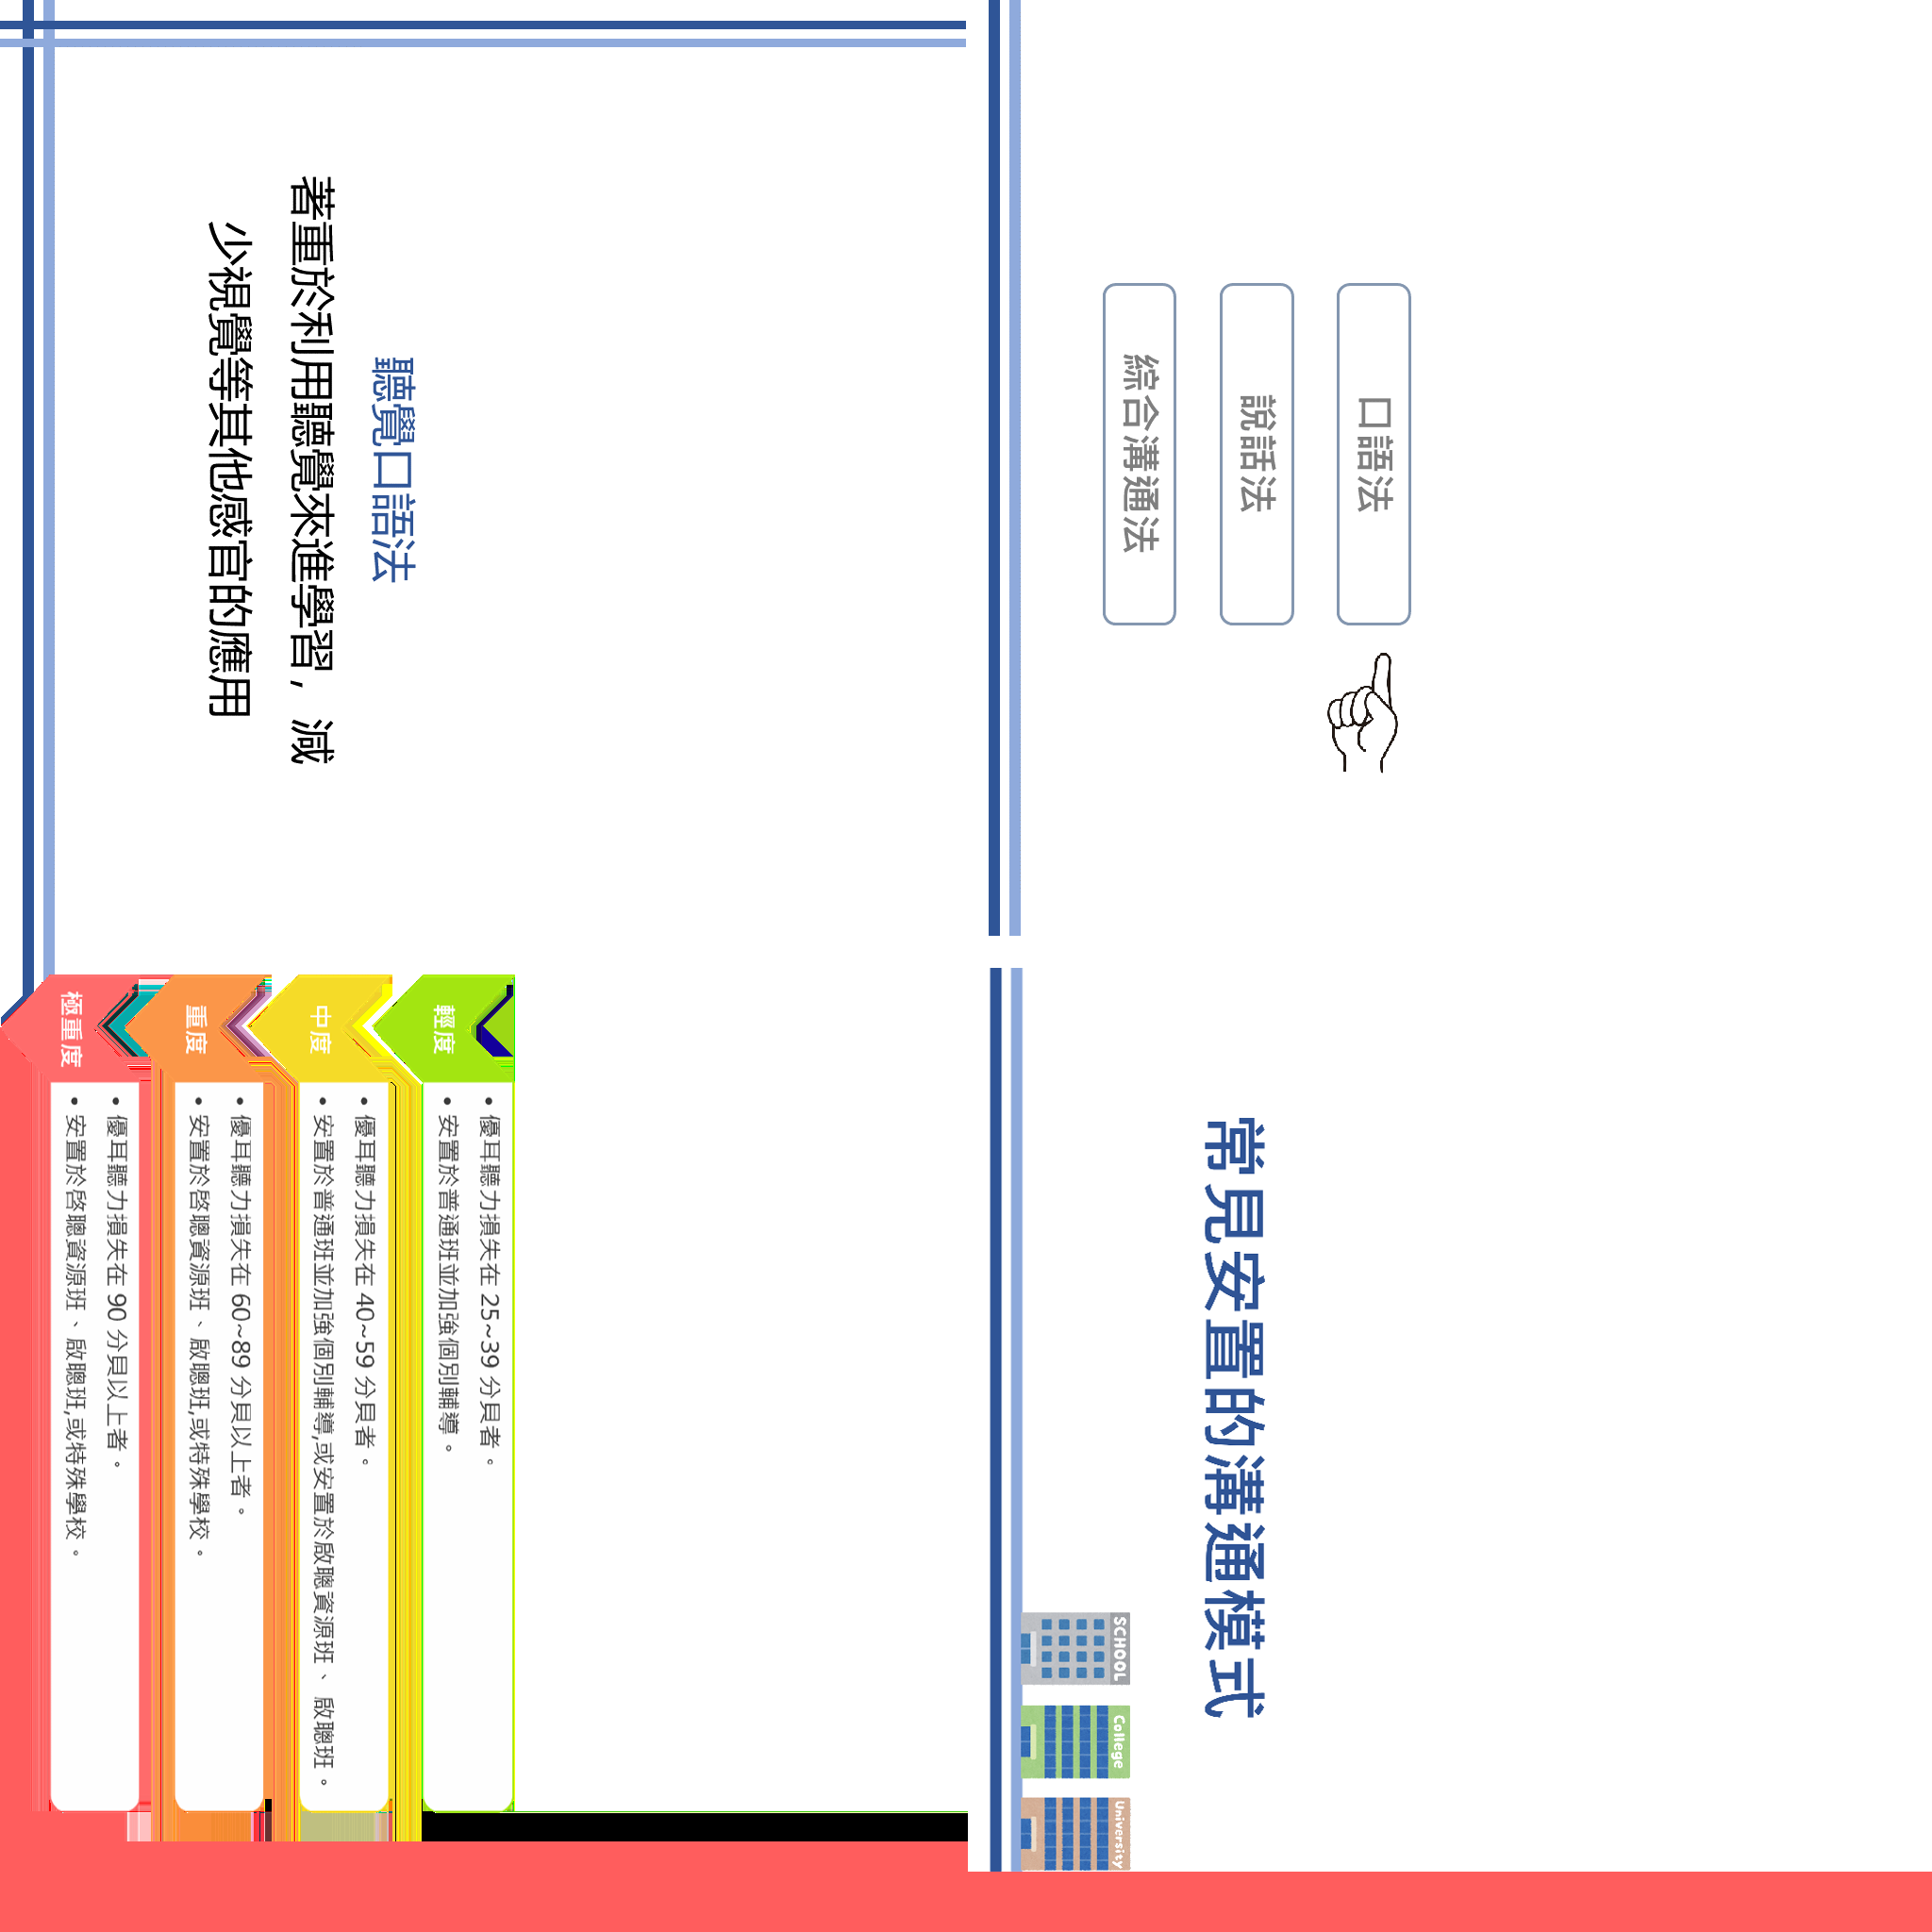 聽覺口語法
著重於利用聽覺來進學習，減
少視覺等其他感官的應用
口語法
說話法
綜合溝通法
輕度
• 優耳聽力損失在 25~39 分貝者。
• 安置於普通班並加強個別輔導。
中度
• 優耳聽力損失在 40~59 分貝者。
• 安置於普通班並加強個別輔導,或安置於啟聰資源班、啟聰班。
重度
• 優耳聽力損失在 60~89 分貝以上者。
• 安置於啓聰資源班、啟聰班,或特殊學校。
極重度
• 優耳聽力損失在 90 分貝以上者。
• 安置於啓聰資源班、啟聰班,或特殊學校。
常見安置的溝通模式
SCHOOL
College
University